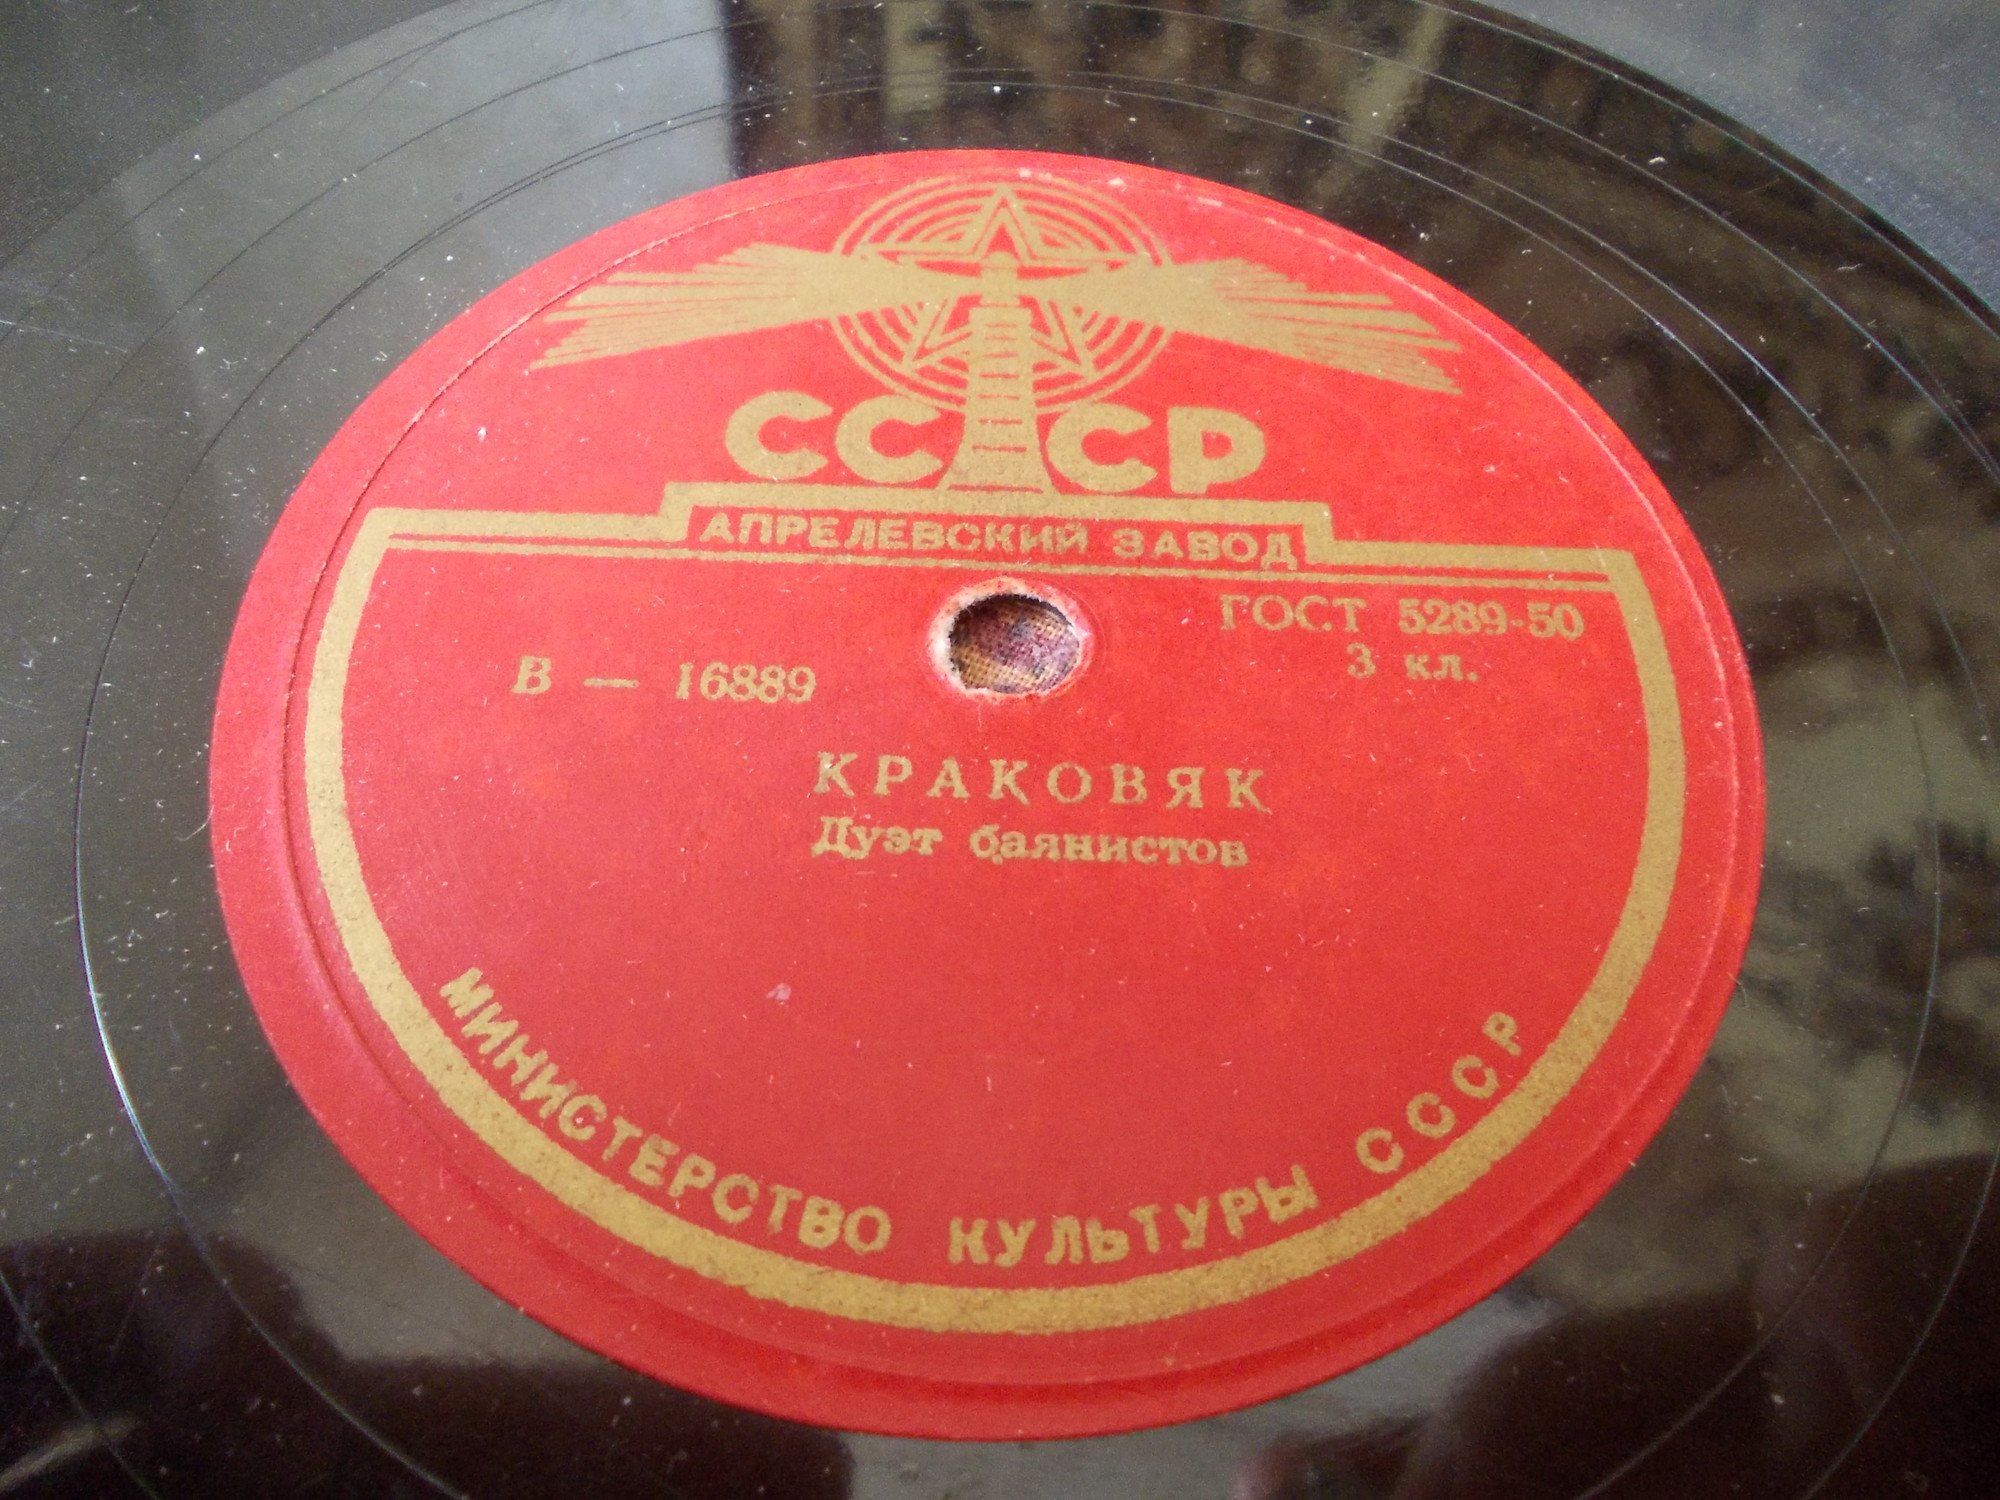 СССР
АПРЕЛЕВСКИЙ ЗАВОД
ГОСТ 5289-50
В — 16889
3 кл.
КРАКОВЯК
Дуэт баянистов
МИНИСТЕРСТВО КУЛЬТУРЫ СССР